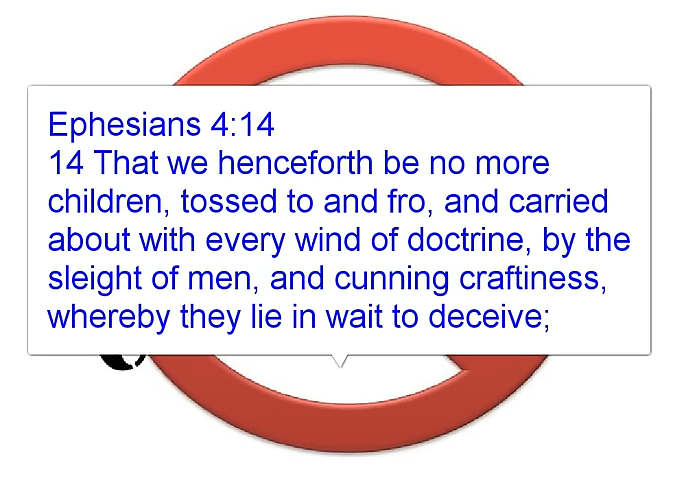 Ephesians 4:14
14 That we henceforth be no more
children, tossed to and fro, and carried
about with every wind of doctrine, by the
sleight of men, and cunning craftiness,
whereby they lie in wait to deceive;